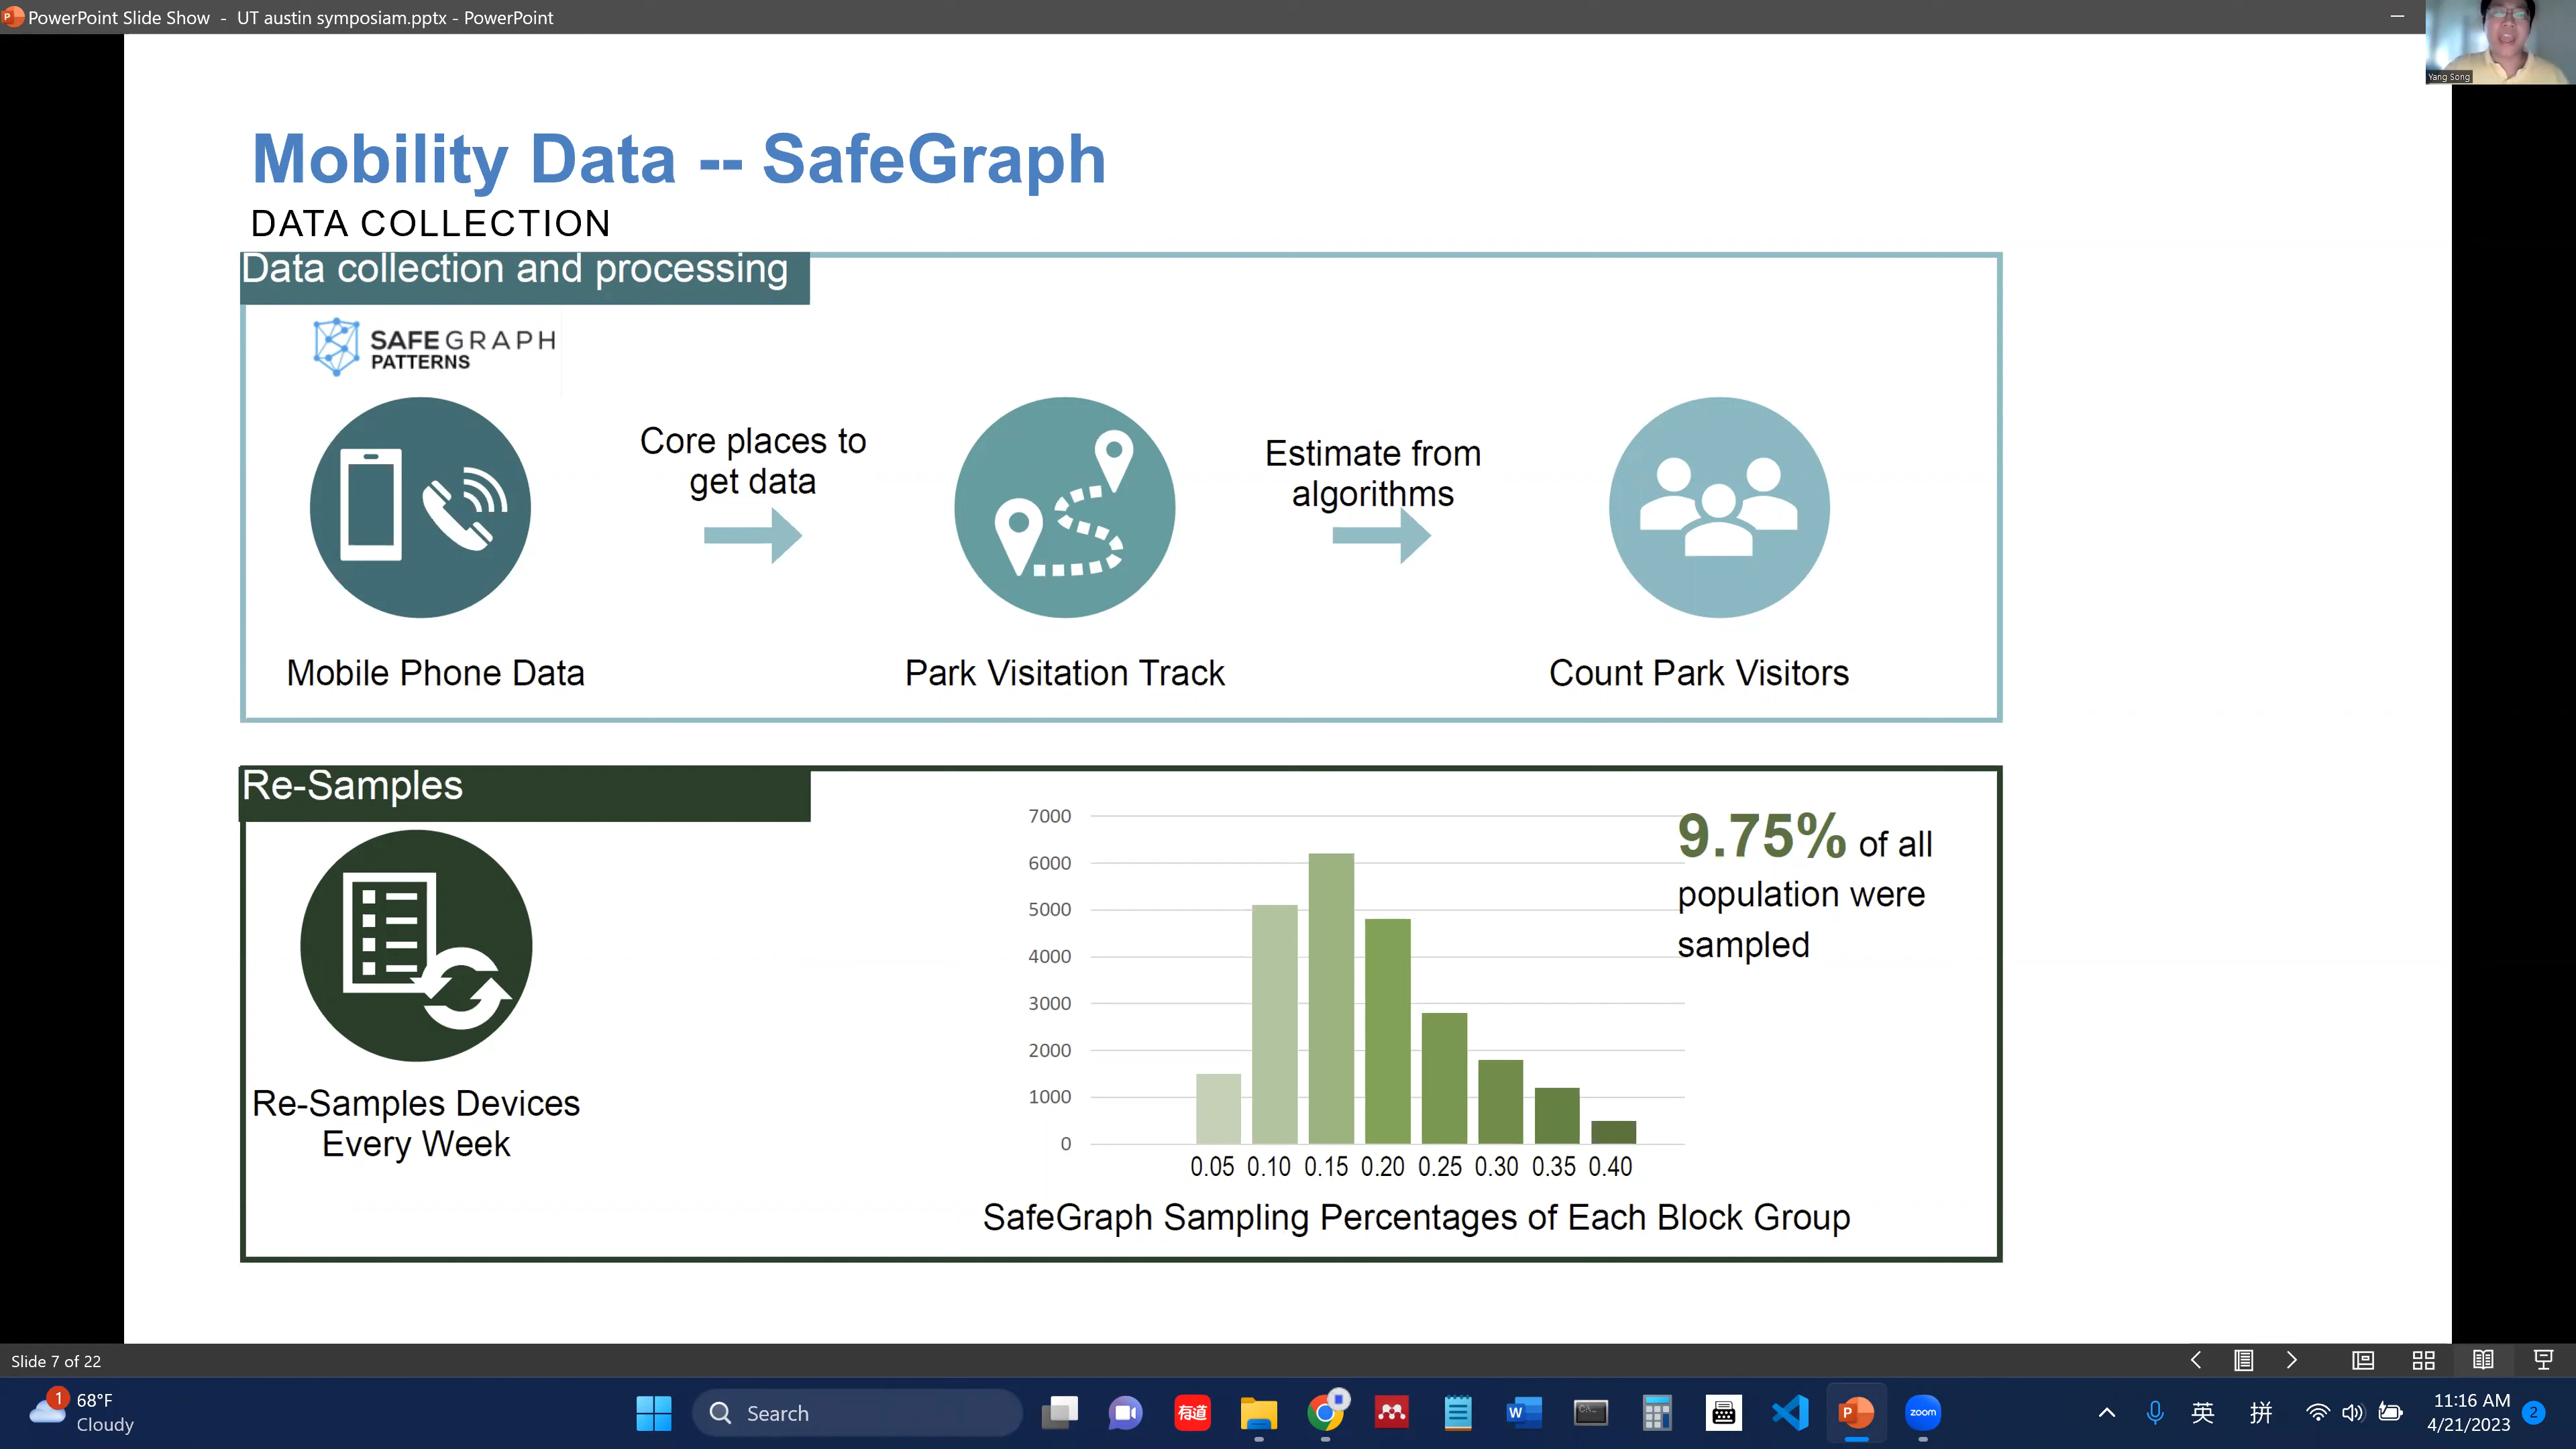 PowerPoint Slide Show - UT austin symposiam.pptx - PowerPoint
Yang Song
Mobility Data -- SafeGraph
DATA COLLECTION
Data collection and processing
SAFEGRAPH
PATTERNS
Core places to
get data
Estimate from
algorithms
Mobile Phone Data
Park Visitation Track
Count Park Visitors
Re-Samples
Re-Samples Devices
Every Week
7000
6000
5000
4000
3000
2000
1000
0
0.05 0.10 0.15 0.20 0.25 0.30 0.35 0.40
SafeGraph Sampling Percentages of Each Block Group
9.75% of all
population were
sampled
Slide 7 of 22
1
68°F
Cloudy
Search
有道
W
P
zoom
英
拼
11:16 AM
4/21/2023
2